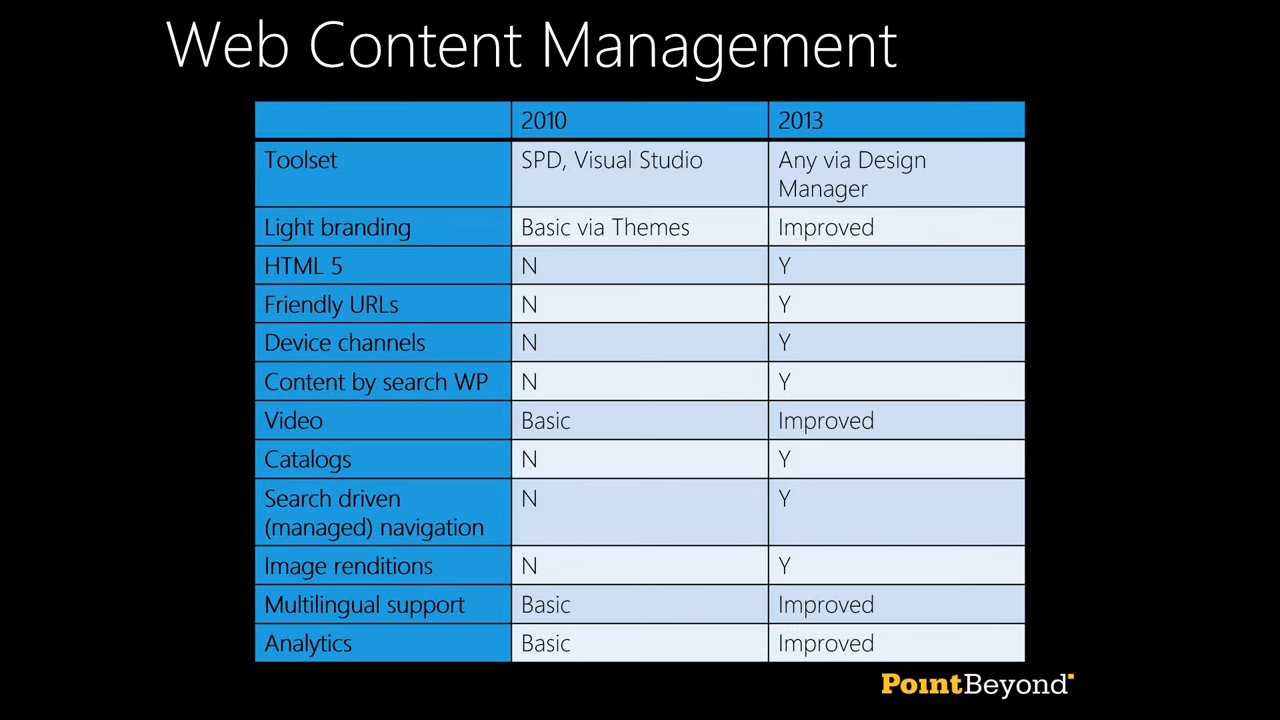 Web Content Management
2010 2013
Toolset SPD, Visual Studio Any via Design
Manager
Light branding Basic via Themes Improved
HTML 5 N Y
Friendly URLs N Y
Device channels N Y
Content by search WP N Y
Video Basic Improved
Catalogs N Y
Search driven N Y
(managed) navigation
Image renditions N Y
Multilingual support Basic Improved
Analytics Basic Improved
PointBeyond